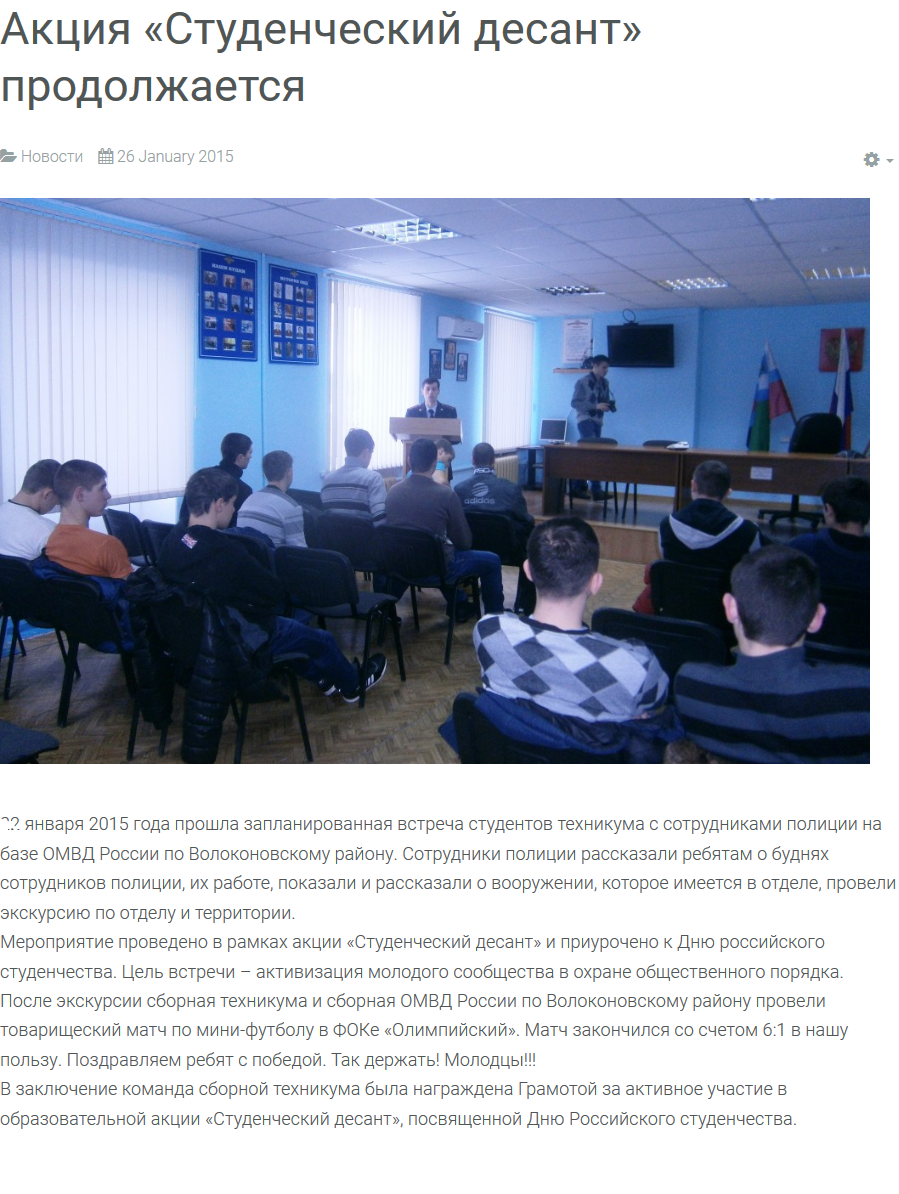 Акция «Студенческий десант»
продолжается
Новости 26 January 2015
НАШИ БУДНИ
adidas
января 2015 года прошла запланированная встреча студентов техникума с сотрудниками полиции на
базе ОМВД России по Волоконовскому району. Сотрудники полиции рассказали ребятам о буднях
сотрудников полиции, их работе, показали и рассказали о вооружении, которое имеется в отделе, провели
экскурсию по отделу и территории.
Мероприятие проведено в рамках акции «Студенческий десант» и приурочено к Дню российского
студенчества. Цель встречи – активизация молодого сообщества в охране общественного порядка.
После экскурсии сборная техникума и сборная ОМВД России по Волоконовскому району провели
товарищеский матч по мини-футболу в ФОКе «Олимпийский». Матч закончился со счетом 6:1 в нашу
пользу. Поздравляем ребят с победой. Так держать! Молодцы!!!
В заключение команда сборной техникума была награждена Грамотой за активное участие в
образовательной акции «Студенческий десант», посвященной Дню Российского студенчества.